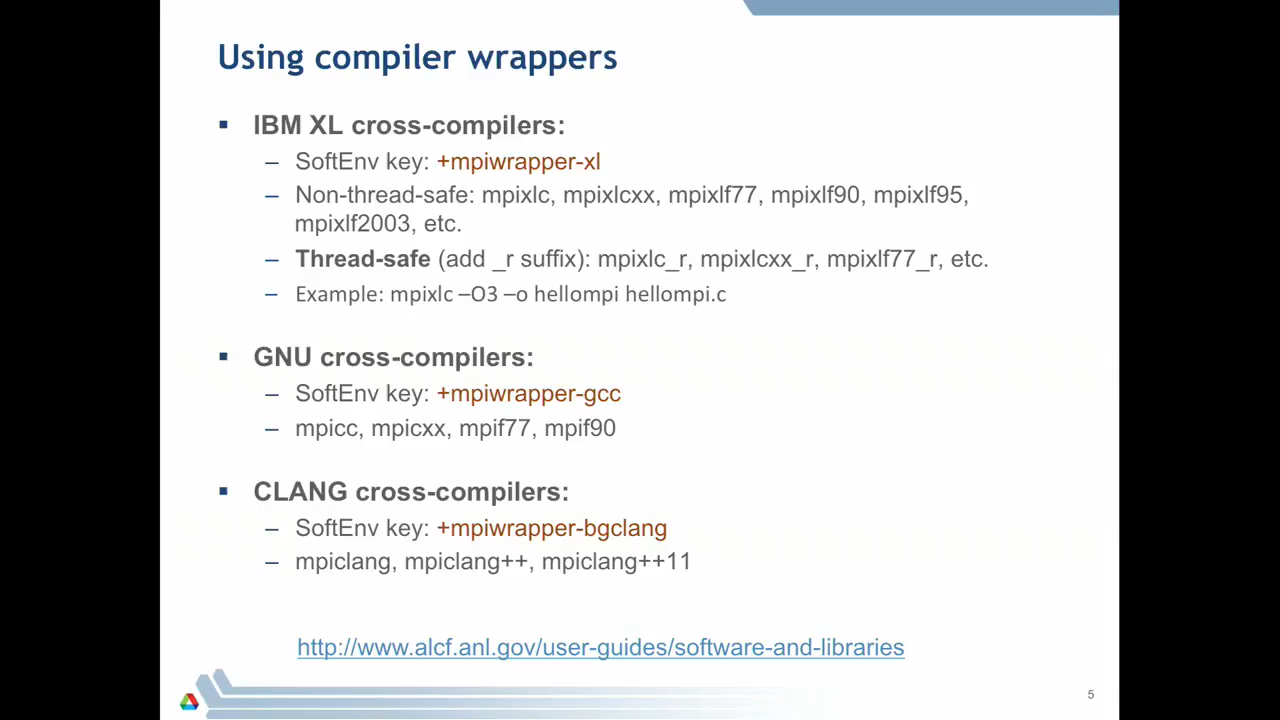 Using compiler wrappers
▪ IBM XL cross-compilers:
– SoftEnv key: +mpiwrapper-xl
– Non-thread-safe: mpixlc, mpixlcxx, mpixlf77, mpixlf90, mpixlf95,
mpixlf2003, etc.
– Thread-safe (add _r suffix): mpixlc_r, mpixlcxx_r, mpixlf77_r, etc.
– Example: mpixlc –O3 –o hellompi hellompi.c
▪ GNU cross-compilers:
– SoftEnv key: +mpiwrapper-gcc
– mpicc, mpicxx, mpif77, mpif90
▪ CLANG cross-compilers:
– SoftEnv key: +mpiwrapper-bgclang
– mpiclang, mpiclang++, mpiclang++11
http://www.alcf.anl.gov/user-guides/software-and-libraries
5